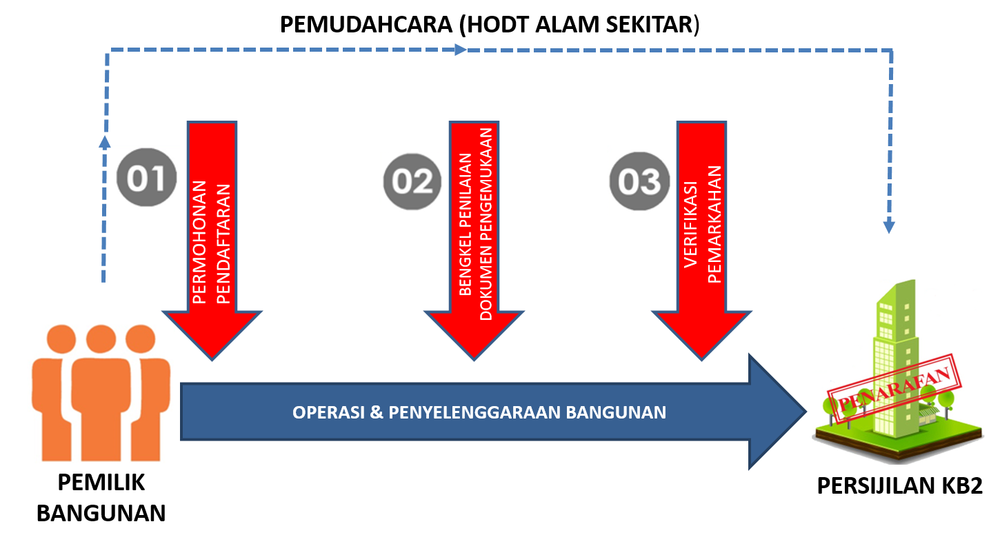 PEMUDAHCARA (HODT ALAM SEKITAR)
01
PERMOHONAN
PENDAFTARAN
02
BENGKEL PENILAIAN
DOKUMEN PENGEMUKAAN
03
VERIFIKASI
PEMARKAHAN
OPERASI & PENYELENGGARAAN BANGUNAN
PENARAFAN
PEMILIK
BANGUNAN
PERSIJILAN KB2